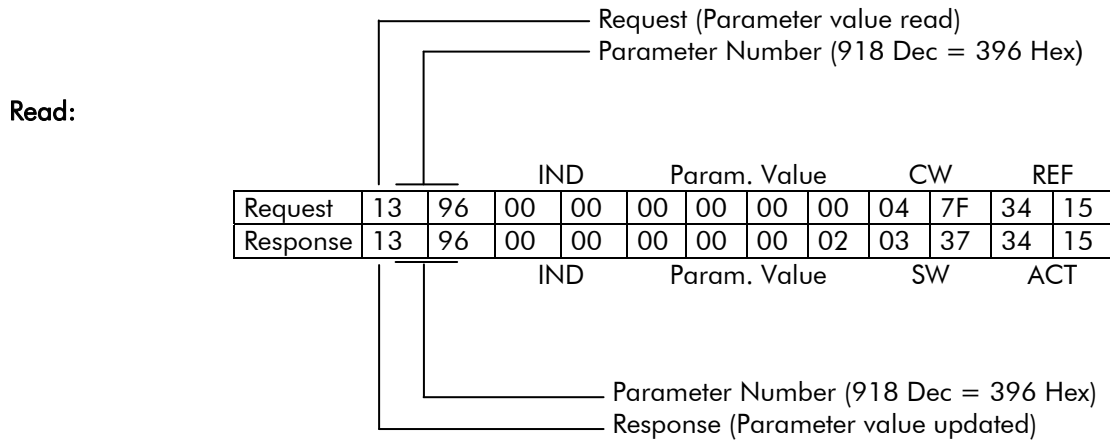 Request (Parameter value read)
Parameter Number (918 Dec = 396 Hex)
Read:
IND Param. Value CW REF
Request 13 96 00 00 00 00 00 00 04 7F 34 15
Response 13 96 00 00 00 00 00 02 03 37 34 15
IND Param. Value SW ACT
Parameter Number (918 Dec = 396 Hex)
Response (Parameter value updated)